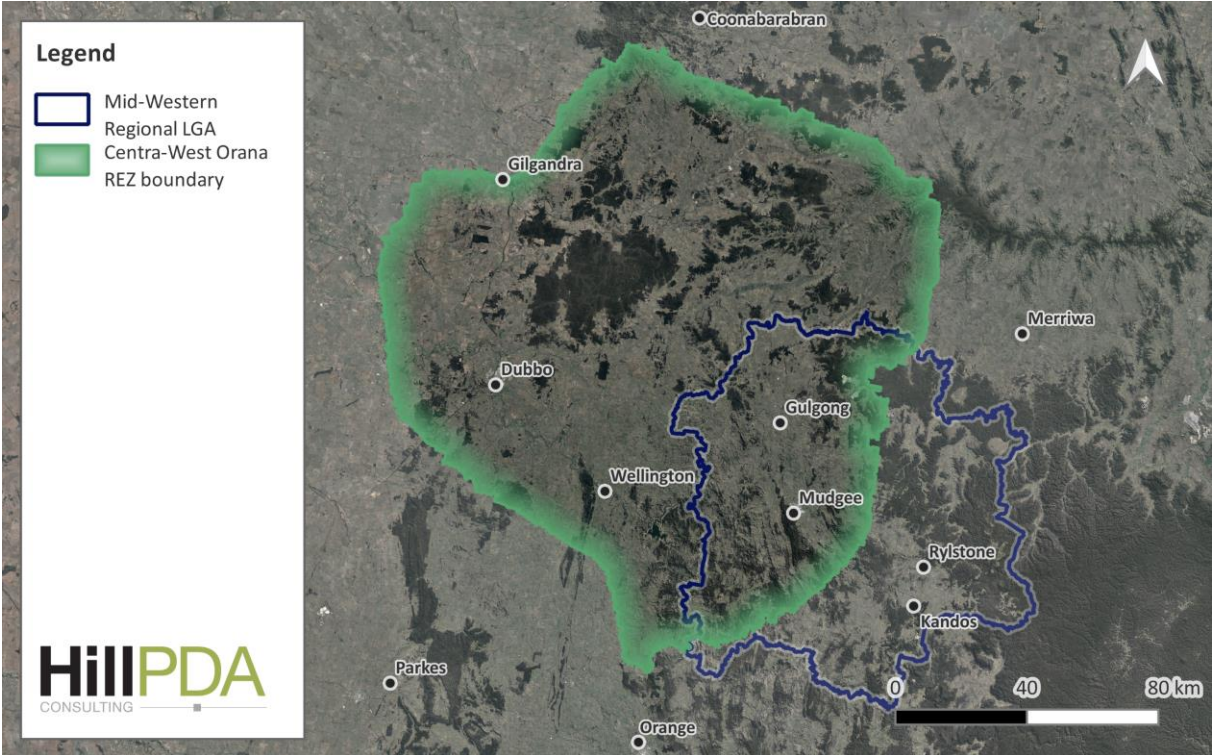 Legend
Mid-Western
Regional LGA
Centra-West Orana
REZ boundary
HillPDA
CONSULTING
Coonabarabran
Gilgandra
Merriwa
Dubbo
Gulgong
Wellington
Mudgee
Rylstone
Kandos
Parkes
Orange
0 40 80 km